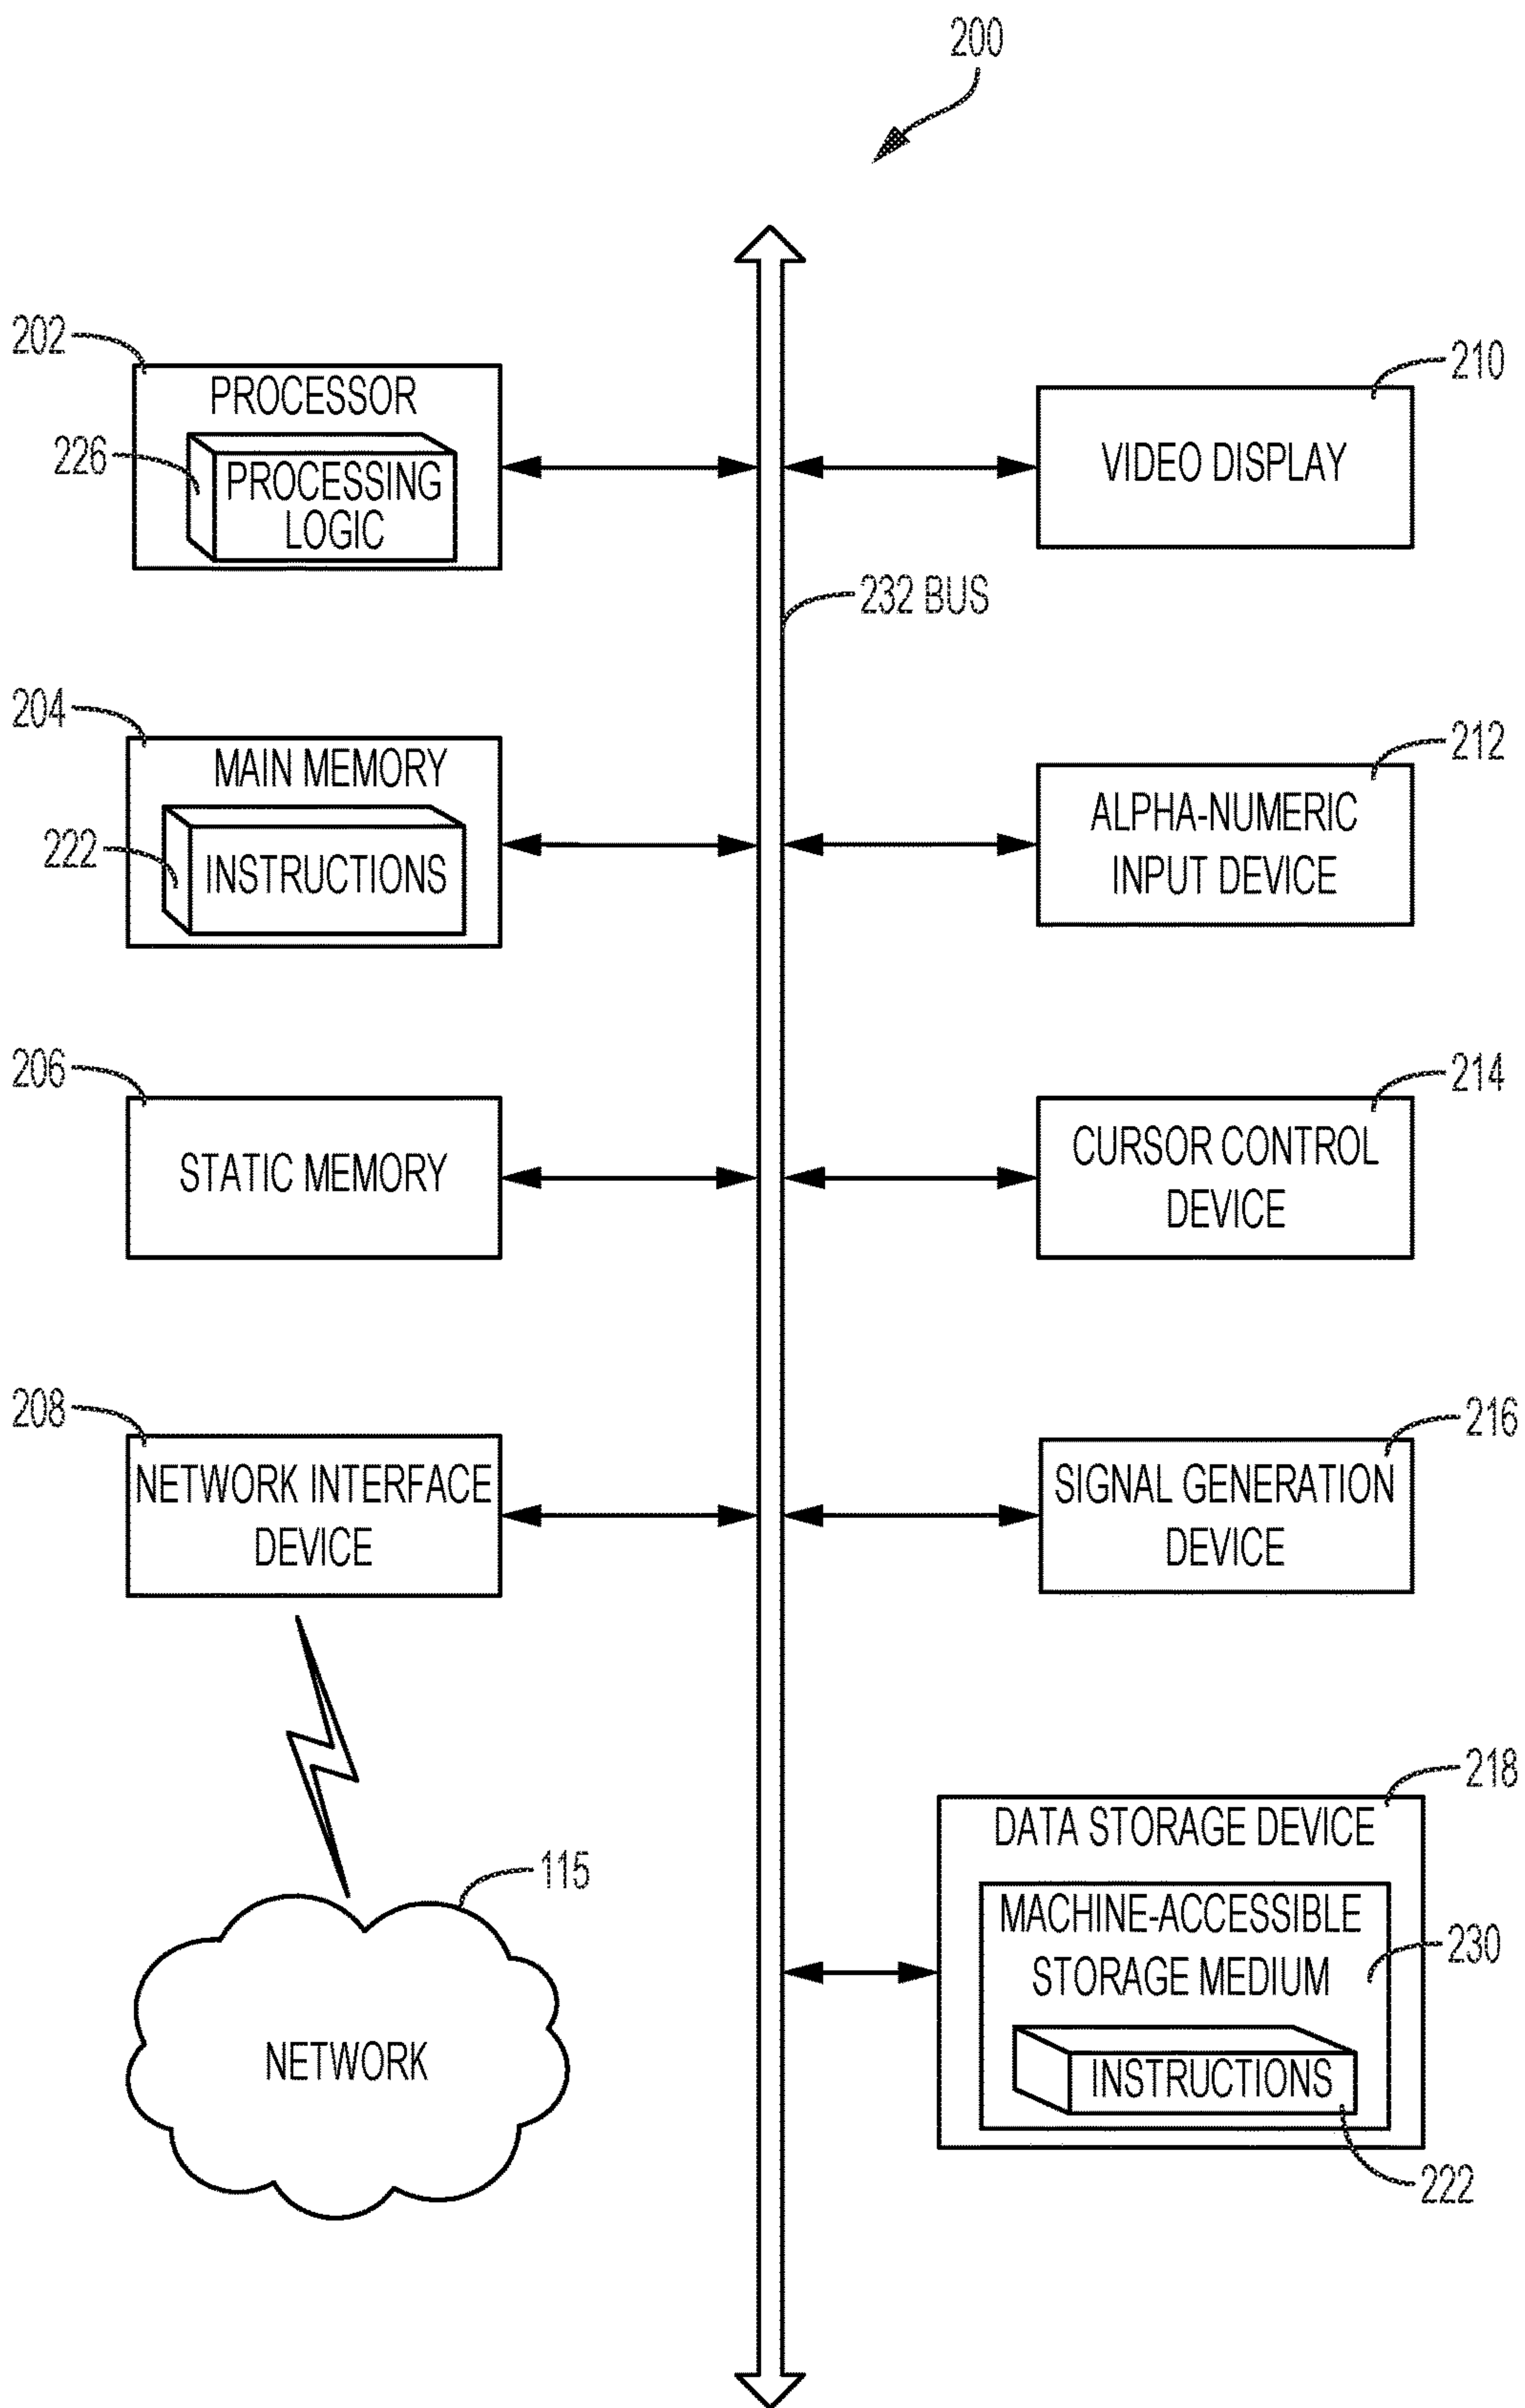 200
202
PROCESSOR
226
PROCESSING
LOGIC
210
VIDEO DISPLAY
232 BUS
204
MAIN MEMORY
222
INSTRUCTIONS
212
ALPHA-NUMERIC
INPUT DEVICE
206
STATIC MEMORY
214
CURSOR CONTROL
DEVICE
208
NETWORK INTERFACE
DEVICE
216
SIGNAL GENERATION
DEVICE
115
NETWORK
218
DATA STORAGE DEVICE
MACHINE-ACCESSIBLE
STORAGE MEDIUM
230
INSTRUCTIONS
222